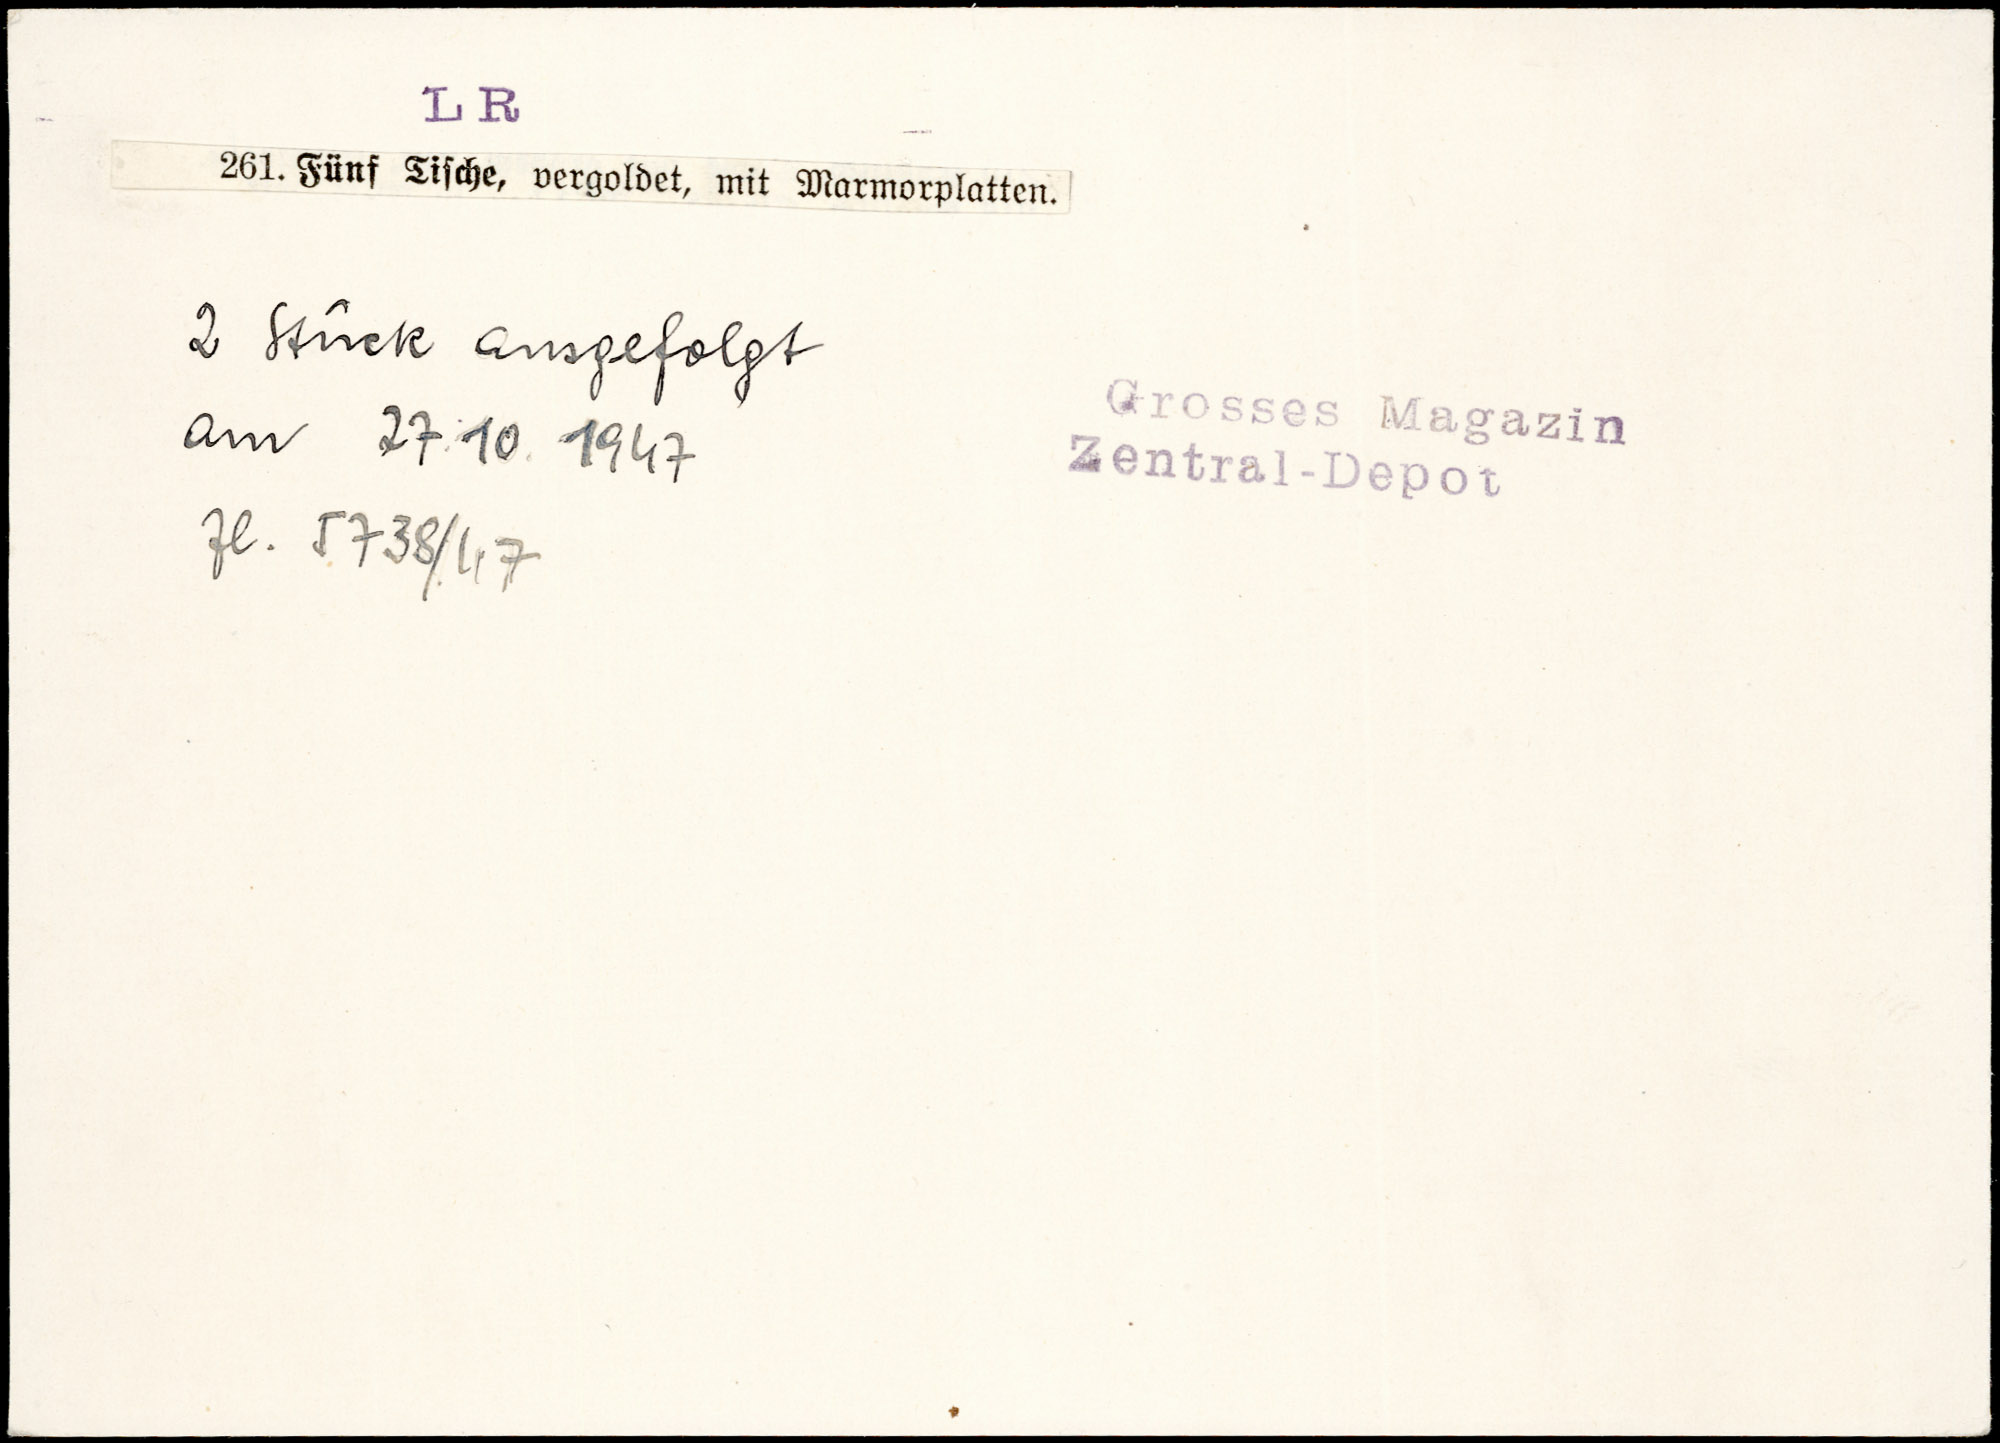 LR
261. Fünf Tische, vergoldet, mit Marmorplatten.
2 Stück ausgefolgt
am 27.10.1947
Zl. 5738/47
Grosses Magazin
Zentral-Depot